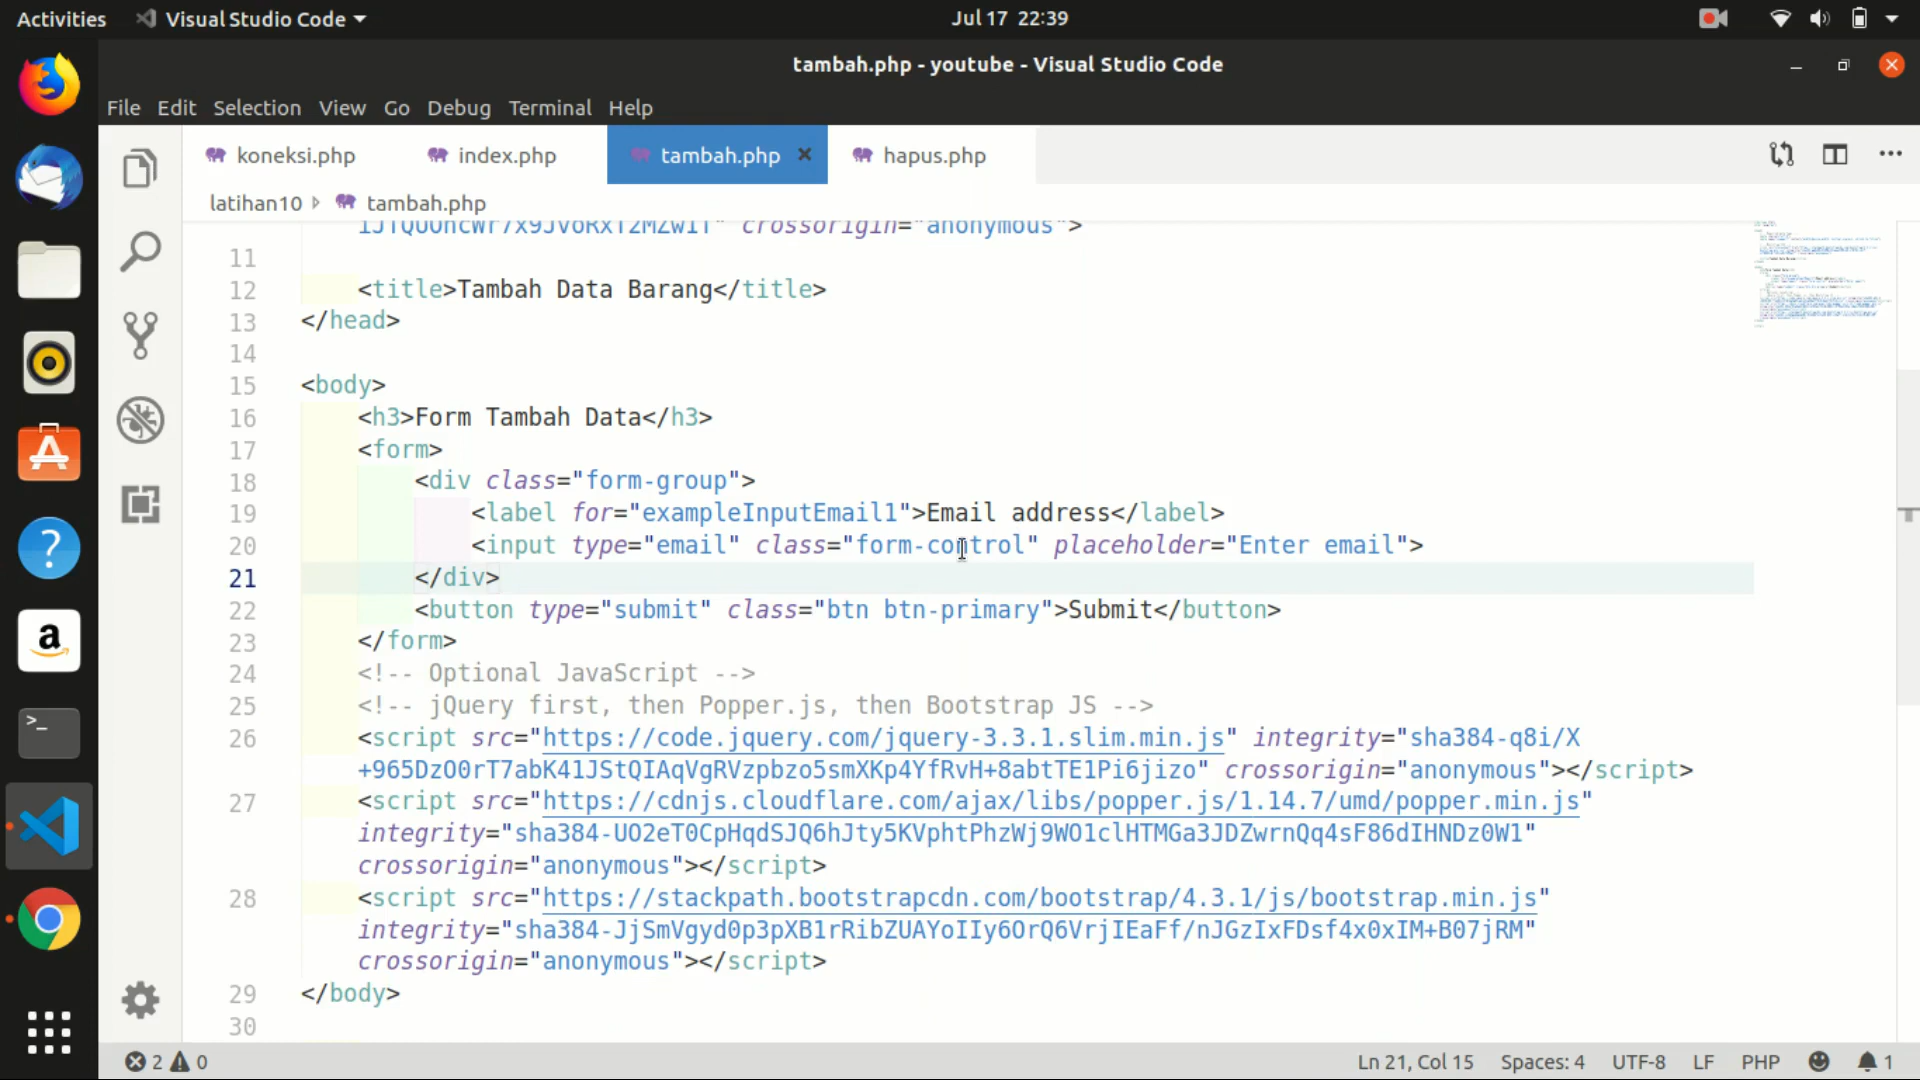 Activities Visual Studio Code Jul 17 22:39
tambah.php - youtube - Visual Studio Code
File Edit Selection View Go Debug Terminal Help
koneksi.php index.php tambah.php hapus.php
latihan10 tambah.php
crossorigin="anonymous">
11
12 <title>Tambah Data Barang</title>
13 </head>
14
15 <body>
16 <h3>Form Tambah Data</h3>
17 <form>
18 <div class="form-group">
19 <label for="exampleInputEmail1">Email address</label>
20 <input type="email" class="form-control" placeholder="Enter email">
21 </div>
22 <button type="submit" class="btn btn-primary">Submit</button>
23 </form>
24 <!-- Optional JavaScript -->
25 <!-- jQuery first, then Popper.js, then Bootstrap JS -->
26 <script src="https://code.jquery.com/jquery-3.3.1.slim.min.js" integrity="sha384-q8i/X
+965DzO0rT7abK41JStQIAqVgRVzpbzo5smXKp4YfRvH+8abtTE1Pi6jizo" crossorigin="anonymous"></script>
27 <script src="https://cdnjs.cloudflare.com/ajax/libs/popper.js/1.14.7/umd/popper.min.js"
integrity="sha384-UO2eT0CpHqdSJQ6hJty5KVphtPhzWj9WO1clHTMGa3JDZwrnQq4sF86dIHNDz0W1"
crossorigin="anonymous"></script>
28 <script src="https://stackpath.bootstrapcdn.com/bootstrap/4.3.1/js/bootstrap.min.js"
integrity="sha384-JjSmVgyd0p3pXB1rRibZUAYoIIy6OrQ6VrjIEaFf/nJGzIxFDsf4x0xIM+B07jRM"
crossorigin="anonymous"></script>
29 </body>
30
2 0 Ln 21, Col 15 Spaces: 4 UTF-8 LF PHP 1